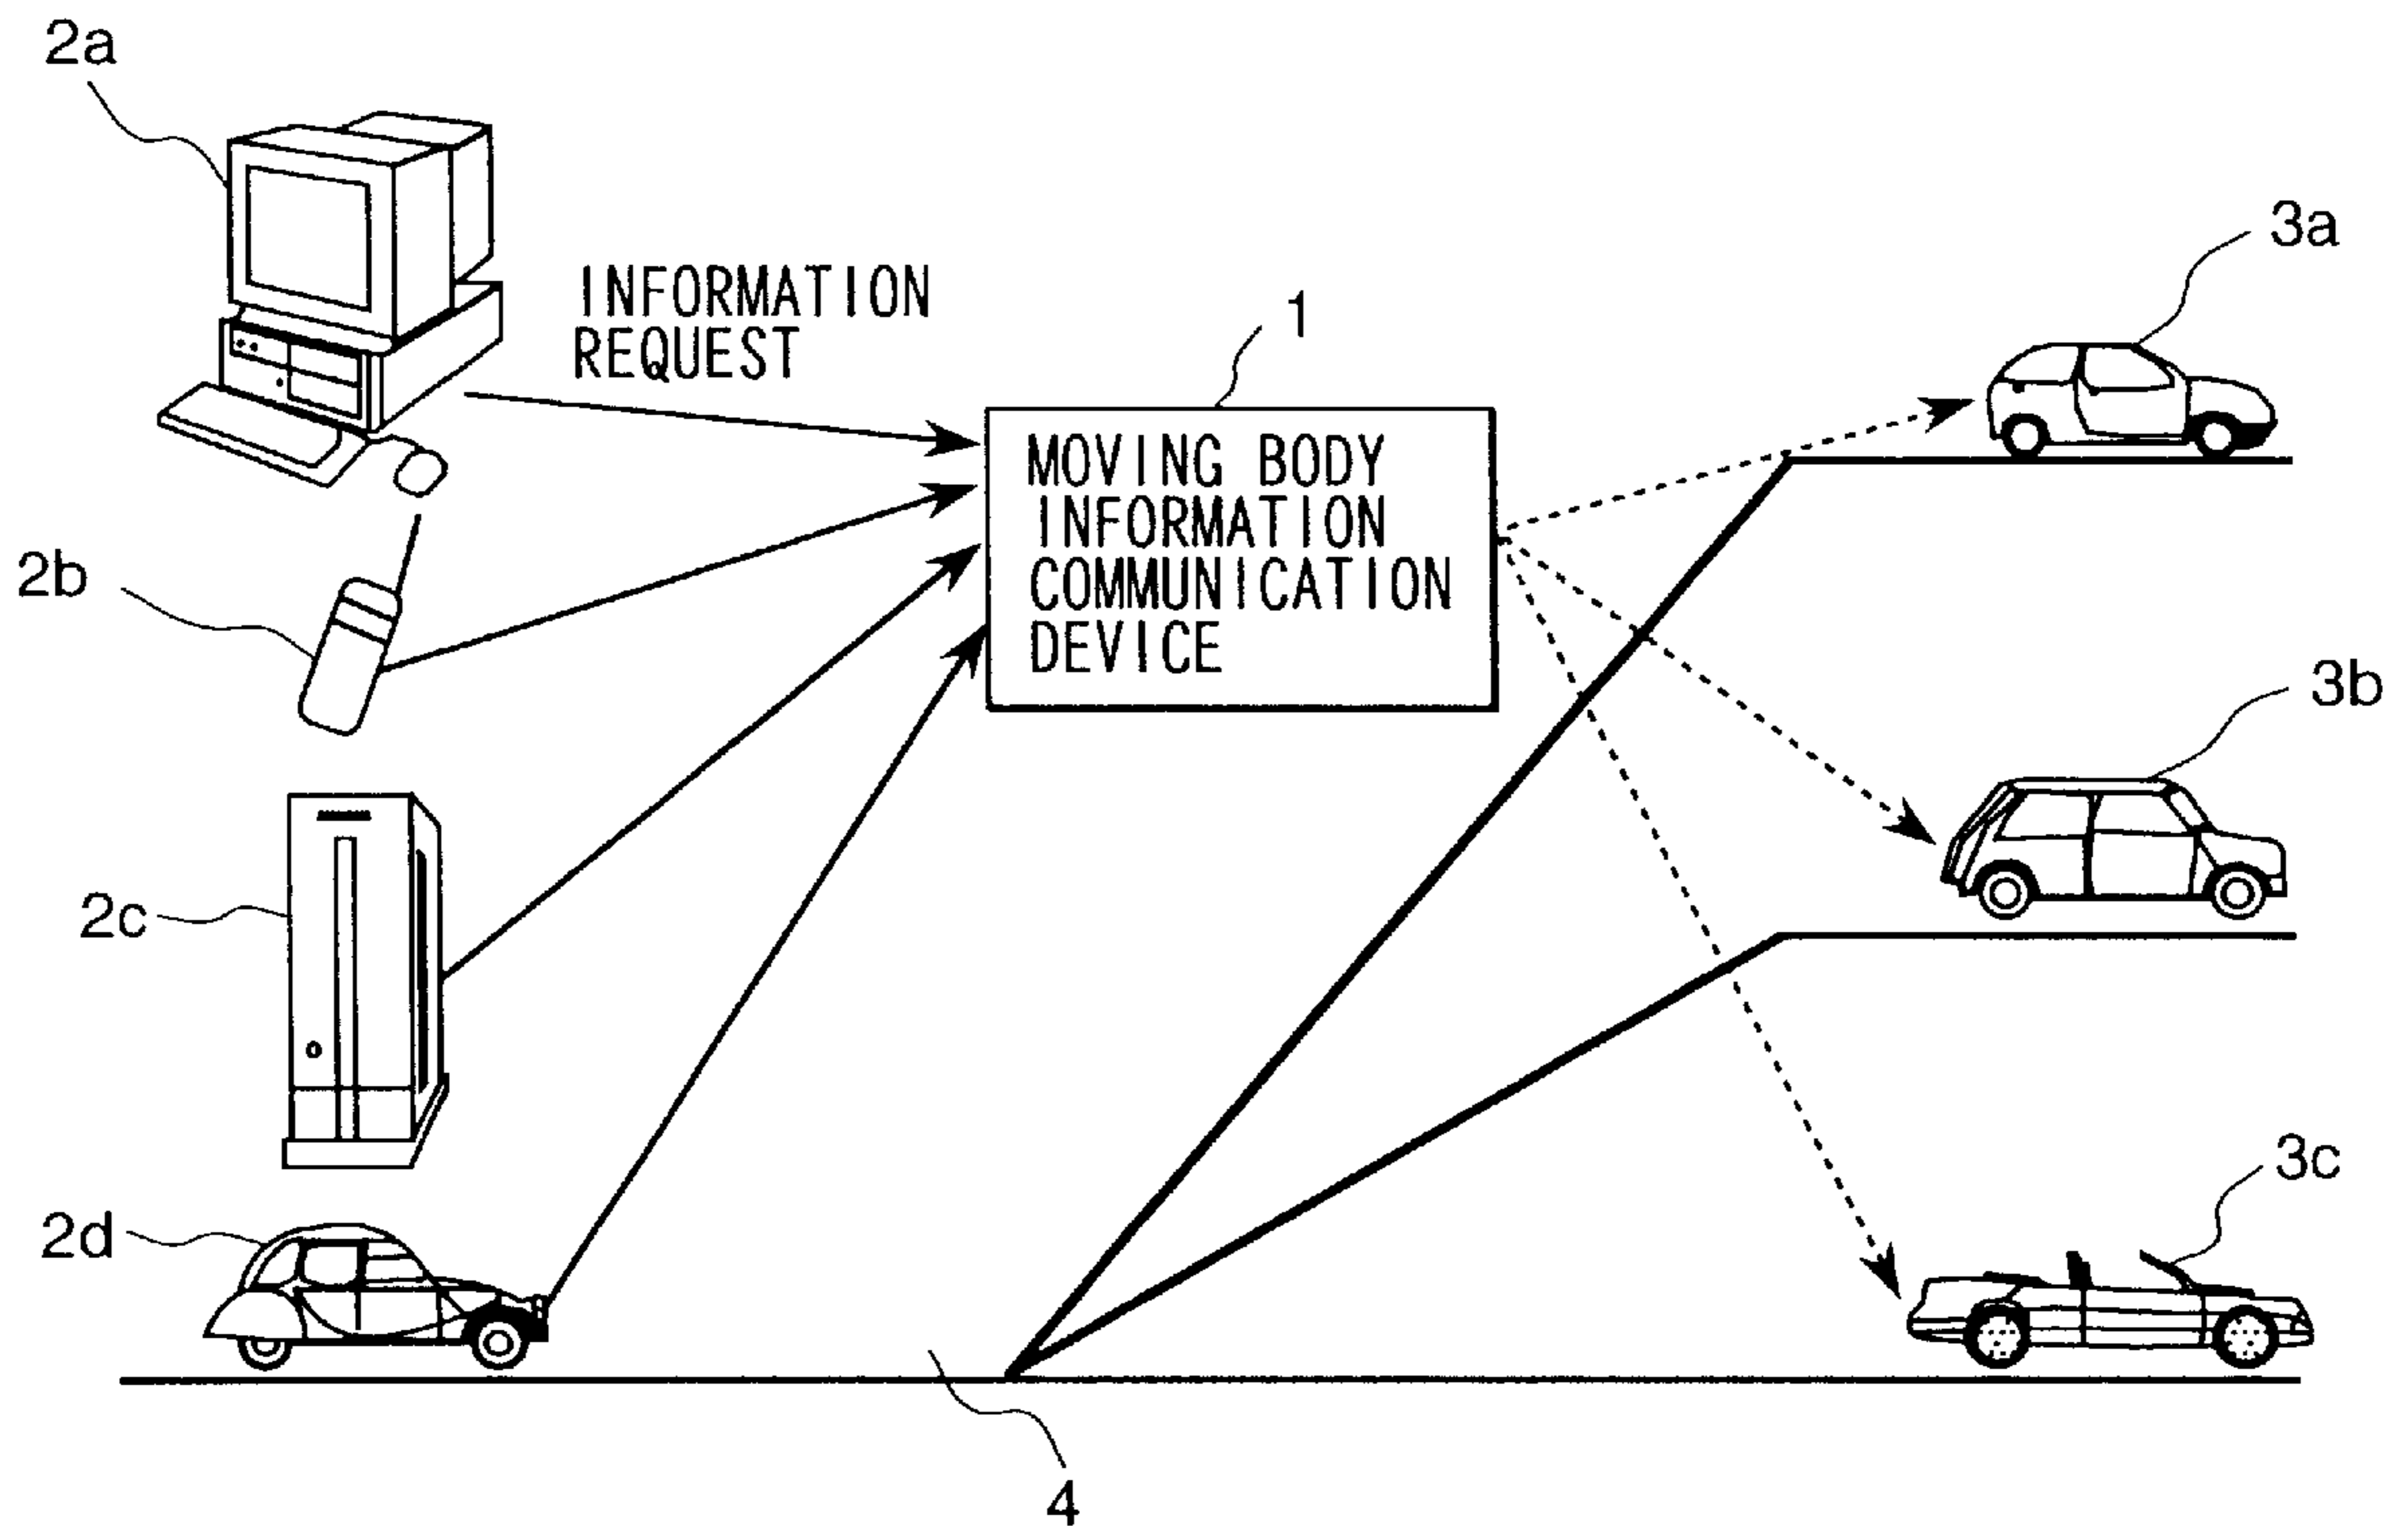 2a
INFORMATION
REQUEST
3a
1
MOVING BODY
INFORMATION
COMMUNICATION
DEVICE
2b
3b
2c
3c
2d
4